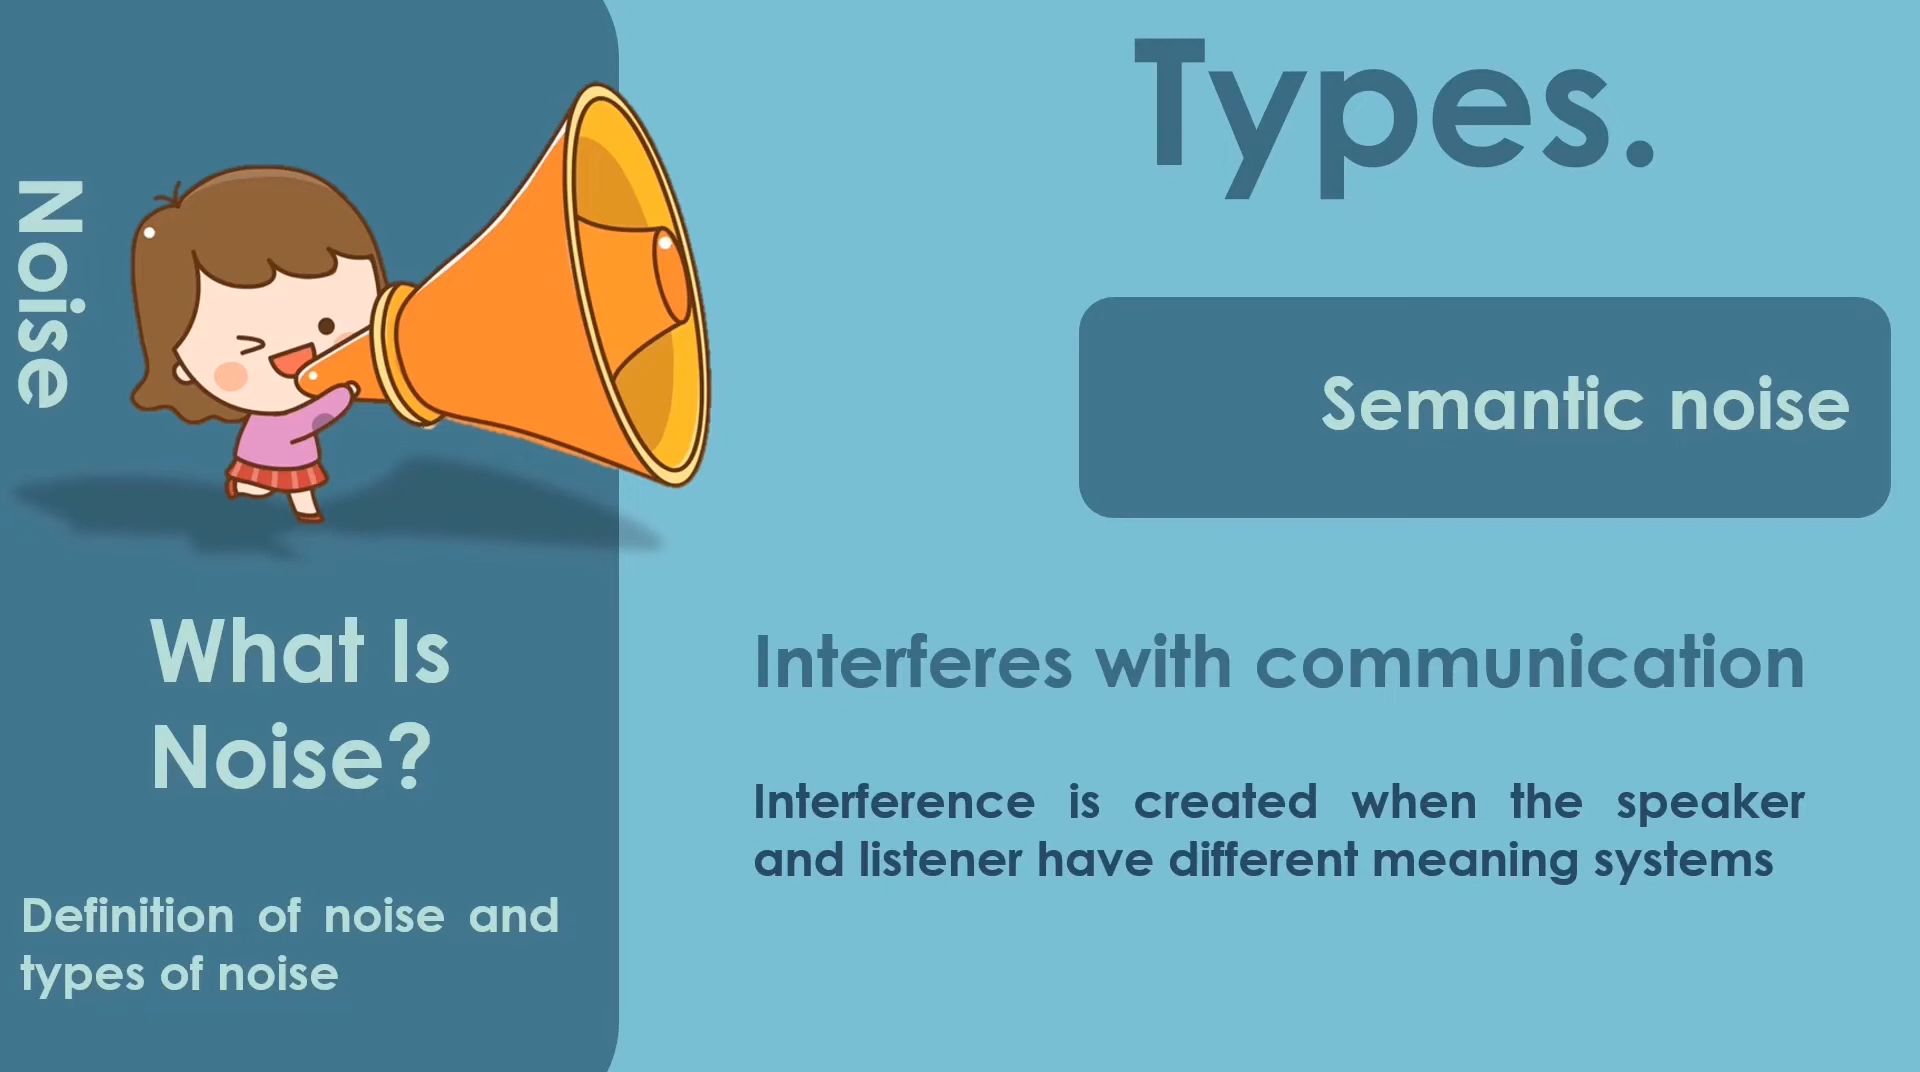 Noise
What Is
Noise?
Definition of noise and
types of noise
Types.
Semantic noise
Interferes with communication
Interference is created when the speaker
and listener have different meaning systems